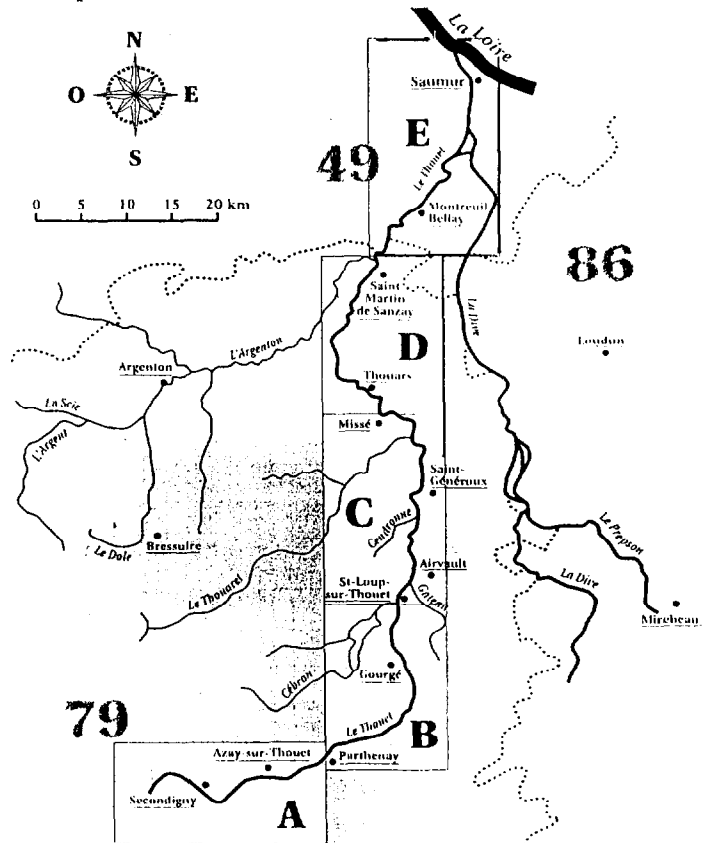 N
O E
S
0 5 10 15 20 km
La Loire
Saumur
E
49
Le Thouet
Montreuil
Bellay
86
Saint
Martin
de Sanzay
La Dive
D
Loudun
L'Argenton
Argenton
Thouars
La Scie
Missé
L'Argent
Saint-
Généroux
C
Coudronne
Le Prepson
Le Dolo
Bressuire
Airvault
La Dive
St-Loup
sur-Thouet
Le Thouaret
Mirebeau
Cébron
Gourgé
79
Le Thouet
B
Azay-sur-Thouet
Parthenay
Secondigny
A